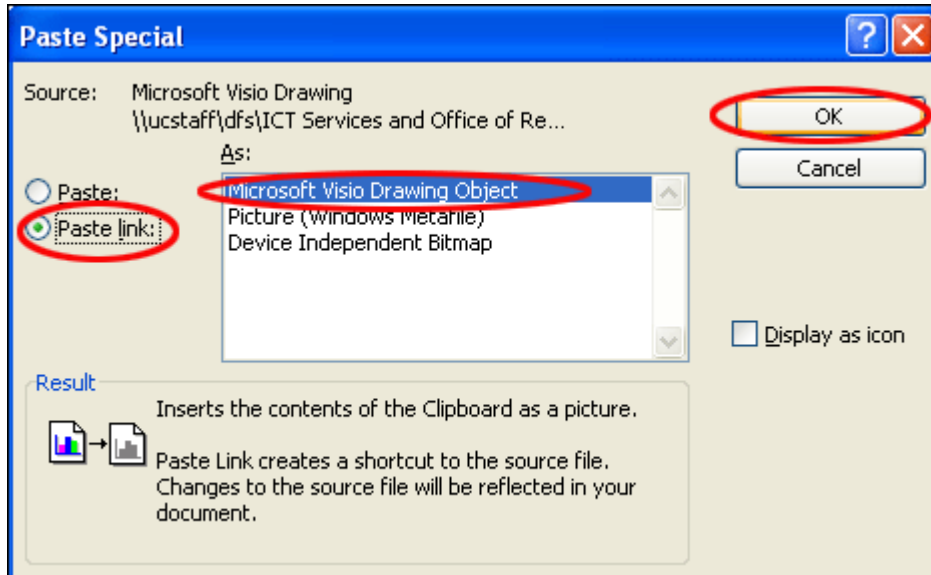 Paste Special
Source: Microsoft Visio Drawing
\\ucstaff\dfs\ICT Services and Office of Re...
As:
Paste:
Paste link:
Microsoft Visio Drawing Object
Picture (Windows Metafile)
Device Independent Bitmap
OK
Cancel
Display as icon
Result
Inserts the contents of the Clipboard as a picture.
Paste Link creates a shortcut to the source file.
Changes to the source file will be reflected in your
document.